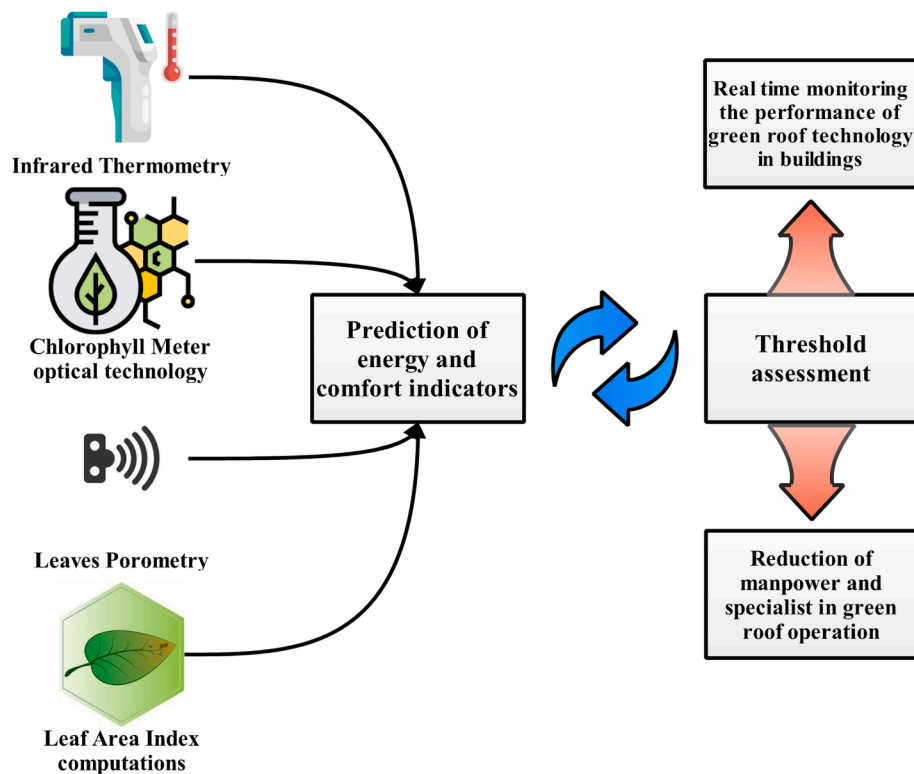 Infrared Thermometry
Chlorophyll Meter
optical technology
Leaves Porometry
Leaf Area Index
computations
Prediction of
energy and
comfort indicators
Real time monitoring
the performance of
green roof technology
in buildings
Threshold
assessment
Reduction of
manpower and
specialist in green
roof operation